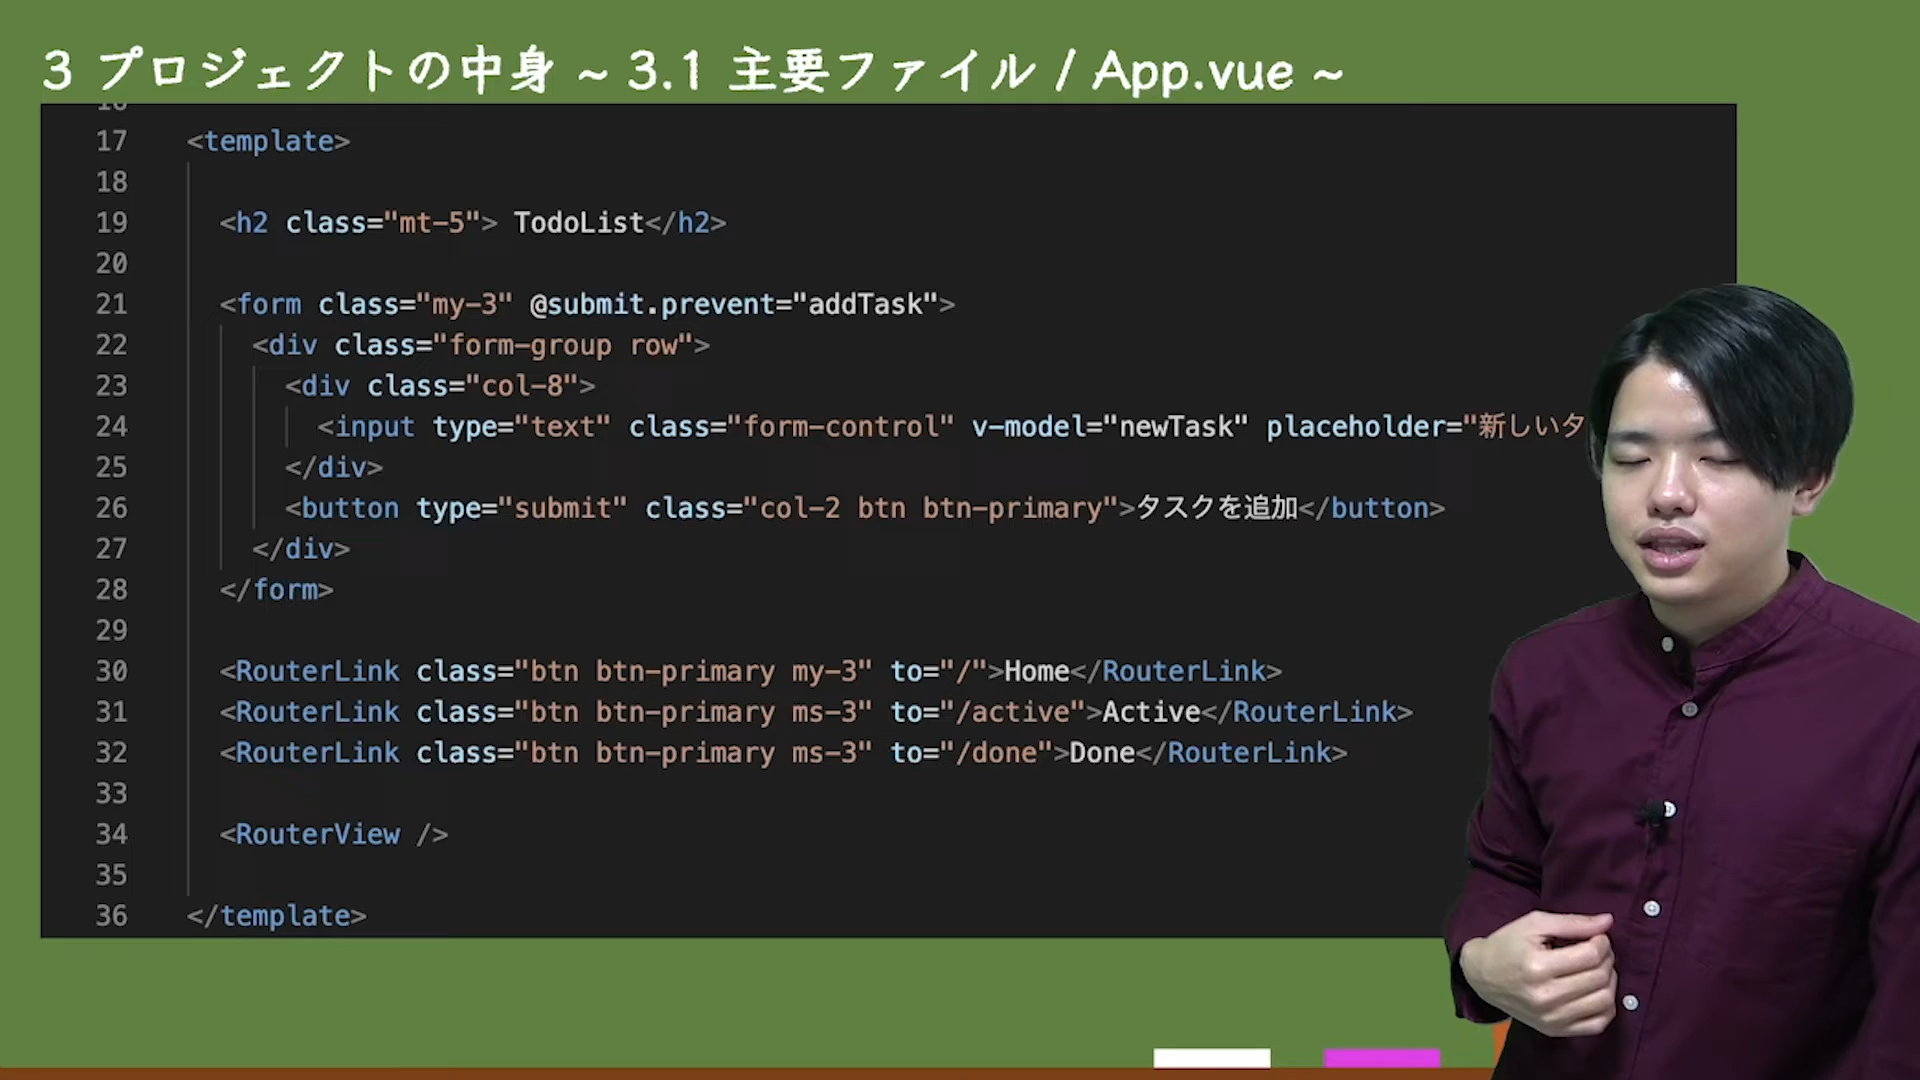 3 プロジェクトの中身 ~ 3.1 主要ファイル / App.vue ~
17 <template>
18
19 <h2 class="mt-5"> TodoList</h2>
20
21 <form class="my-3" @submit.prevent="addTask">
22 <div class="form-group row">
23 <div class="col-8">
24 <input type="text" class="form-control" v-model="newTask" placeholder="新しいタ
25 </div>
26 <button type="submit" class="col-2 btn btn-primary">タスクを追加</button>
27 </div>
28 </form>
29
30 <RouterLink class="btn btn-primary my-3" to="/">Home</RouterLink>
31 <RouterLink class="btn btn-primary ms-3" to="/active">Active</RouterLink>
32 <RouterLink class="btn btn-primary ms-3" to="/done">Done</RouterLink>
33
34 <RouterView />
35
36 </template>